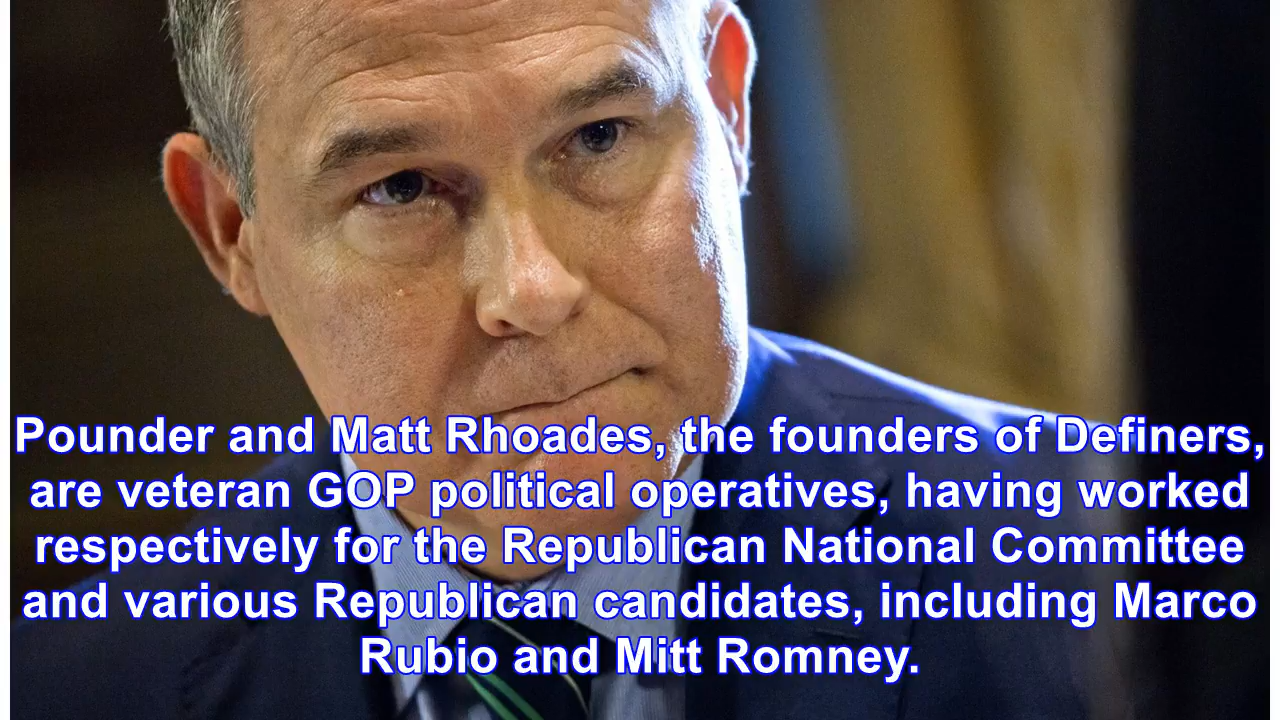 Pounder and Matt Rhoades, the founders of Definers,
are veteran GOP political operatives, having worked
respectively for the Republican National Committee
and various Republican candidates, including Marco
Rubio and Mitt Romney.